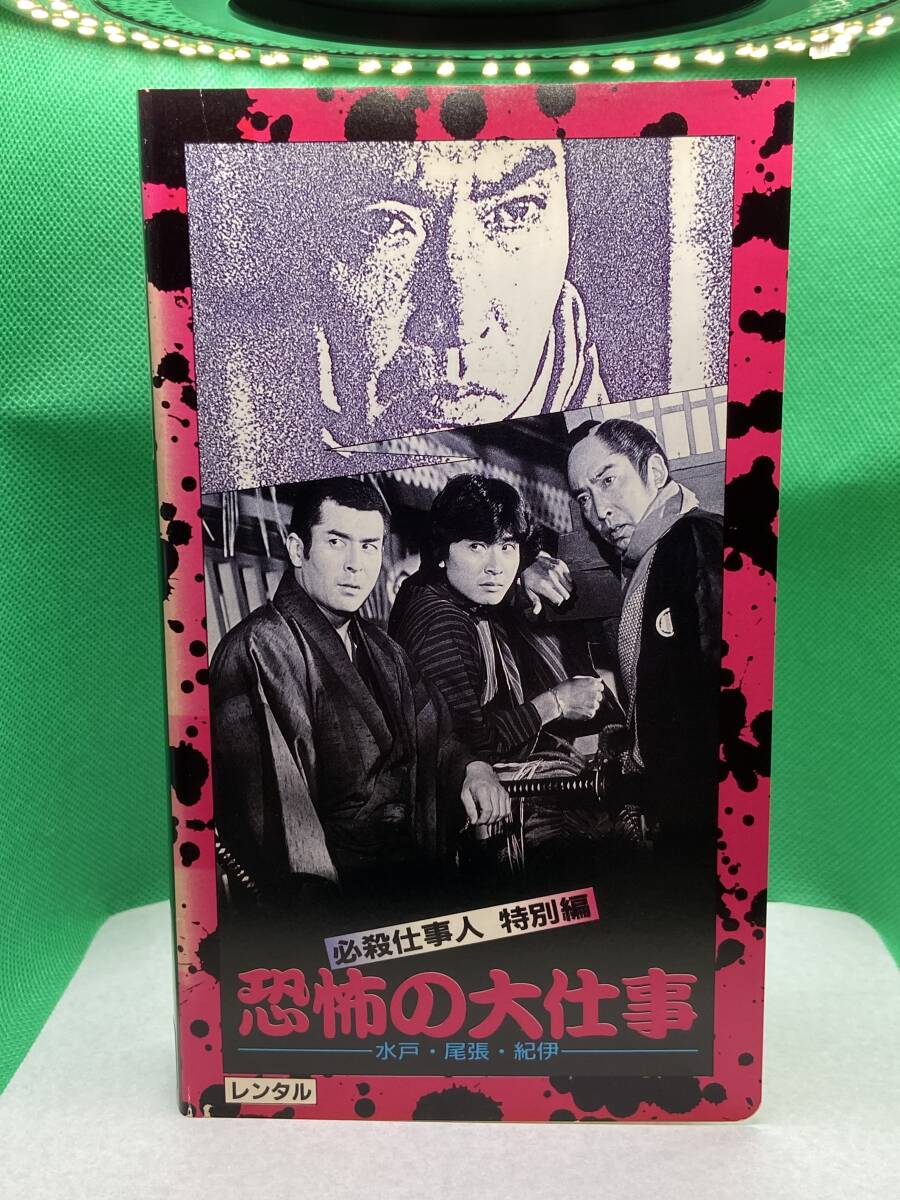 必殺仕事人 特別編
恐怖の大仕事
水戸・尾張・紀伊
レンタル